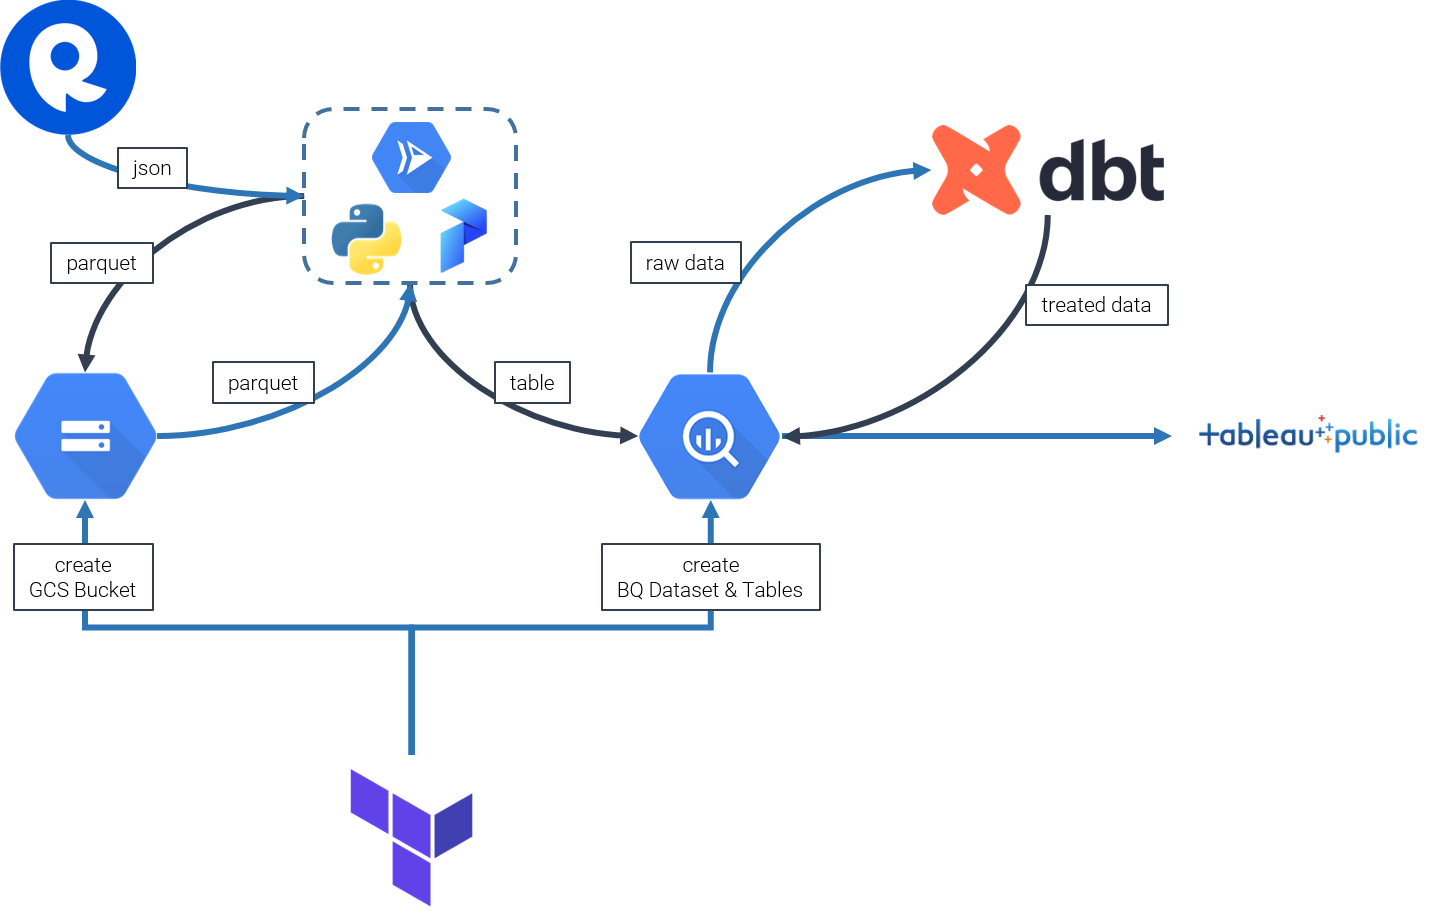 json
parquet
dbt
raw data
treated data
parquet
table
tableau public
create
GCS Bucket
create
BQ Dataset & Tables